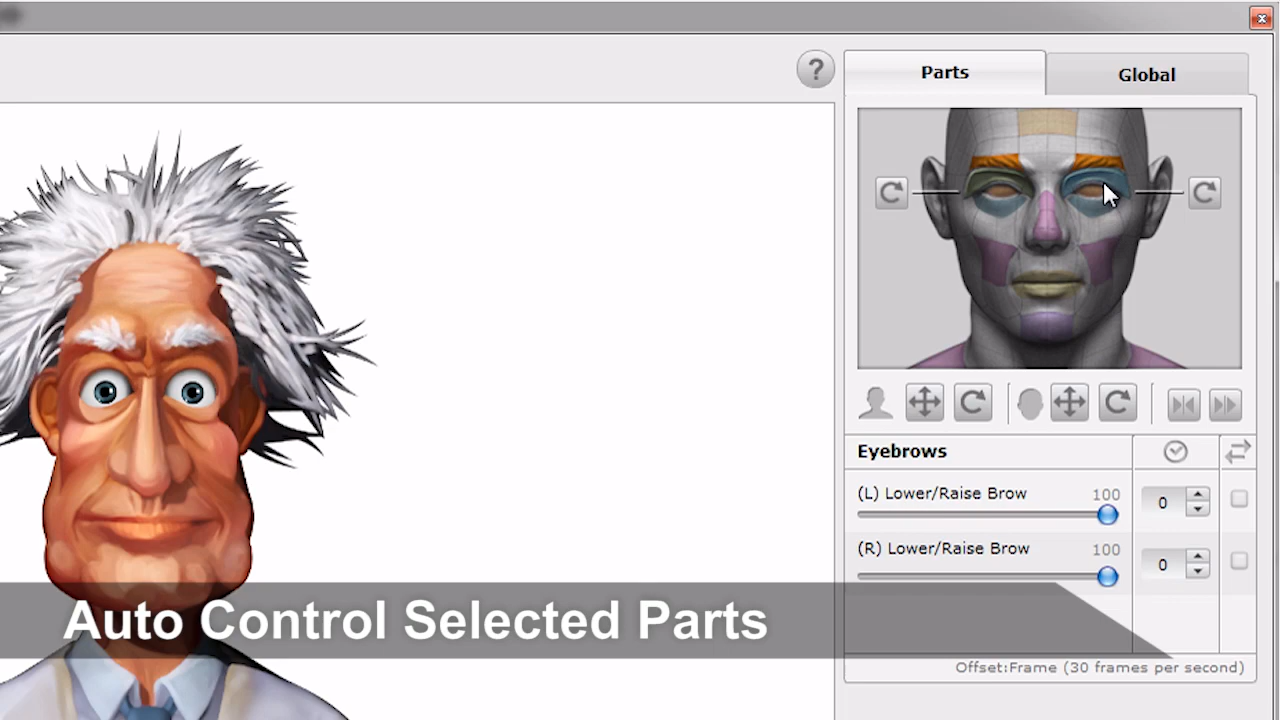 ?
Parts
Global
Eyebrows
(L) Lower/Raise Brow 100 0
(R) Lower/Raise Brow 100 0
Auto Control Selected Parts
Offset:Frame (30 frames per second)